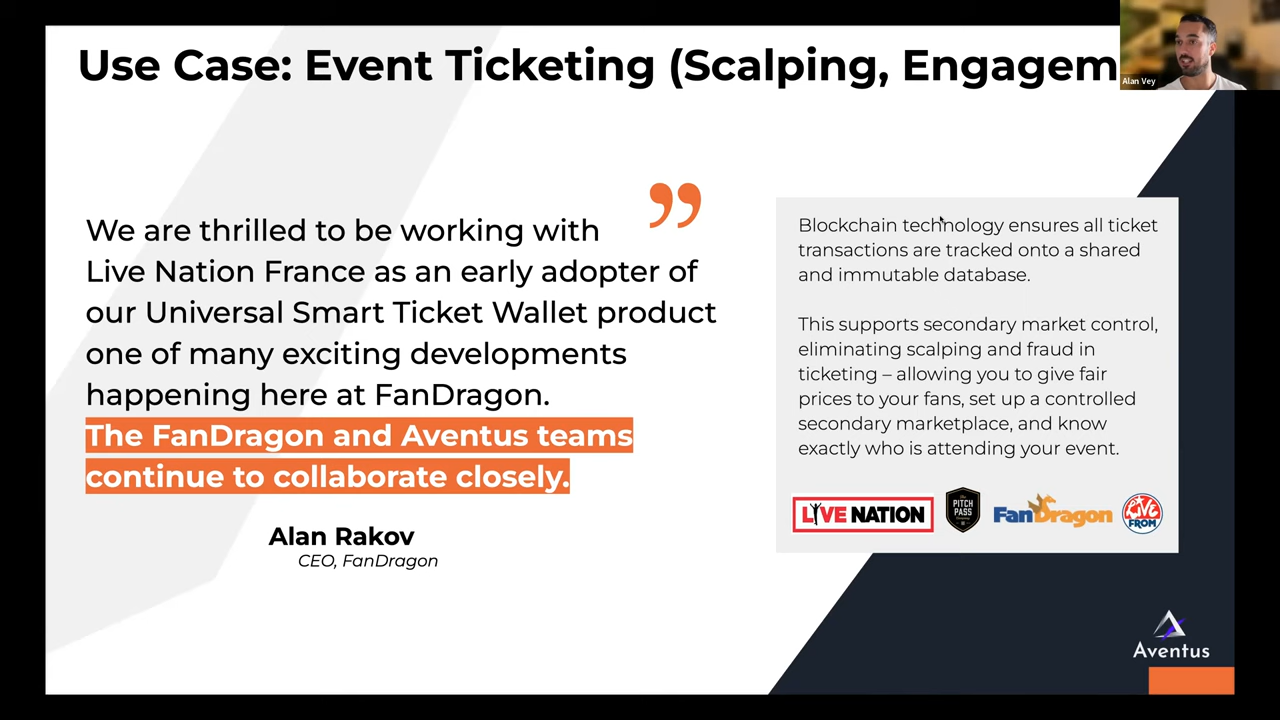 Use Case: Event Ticketing (Scalping, Engagem
Alan Vey
”
We are thrilled to be working with
Live Nation France as an early adopter of
our Universal Smart Ticket Wallet product
one of many exciting developments
happening here at FanDragon.
The FanDragon and Aventus teams
continue to collaborate closely.
Alan Rakov
CEO, FanDragon
Blockchain technology ensures all ticket
transactions are tracked onto a shared
and immutable database.
This supports secondary market control,
eliminating scalping and fraud in
ticketing – allowing you to give fair
prices to your fans, set up a controlled
secondary marketplace, and know
exactly who is attending your event.
LIVE NATION
PITCH
PASS
FanDragon
LIVE
FROM
Aventus